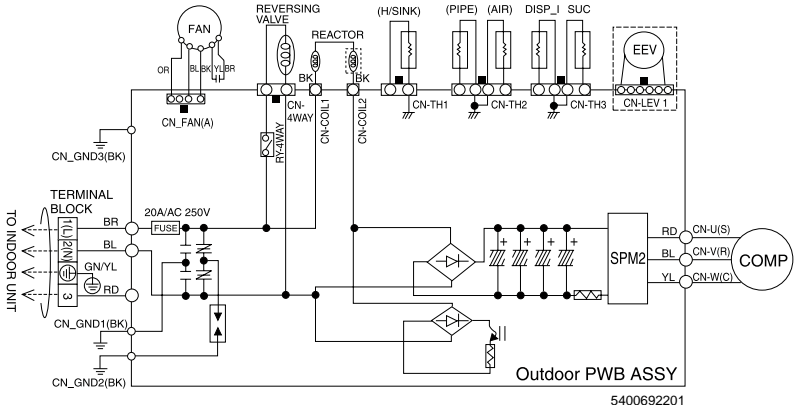 FAN
REVERSING
VALVE
REACTOR
(H/SINK)
(PIPE)
(AIR)
DISP_I
SUC
EEV
OR
BL
BK
YL
BR
BK
BK
CN_FAN(A)
CN-
4WAY
CN-COIL1
CN-COIL2
CN-TH1
CN-TH2
CN-TH3
CN-LEV 1
RY-4WAY
CN_GND3(BK)
TERMINAL
BLOCK
20A/AC 250V
FUSE
TO INDOOR UNIT
1(L)
2(N)
3
BR
BL
GN/YL
RD
CN_GND1(BK)
CN_GND2(BK)
+
+
+
+
SPM2
RD
BL
YL
CN-U(S)
CN-V(R)
CN-W(C)
COMP
Outdoor PWB ASSY
5400692201